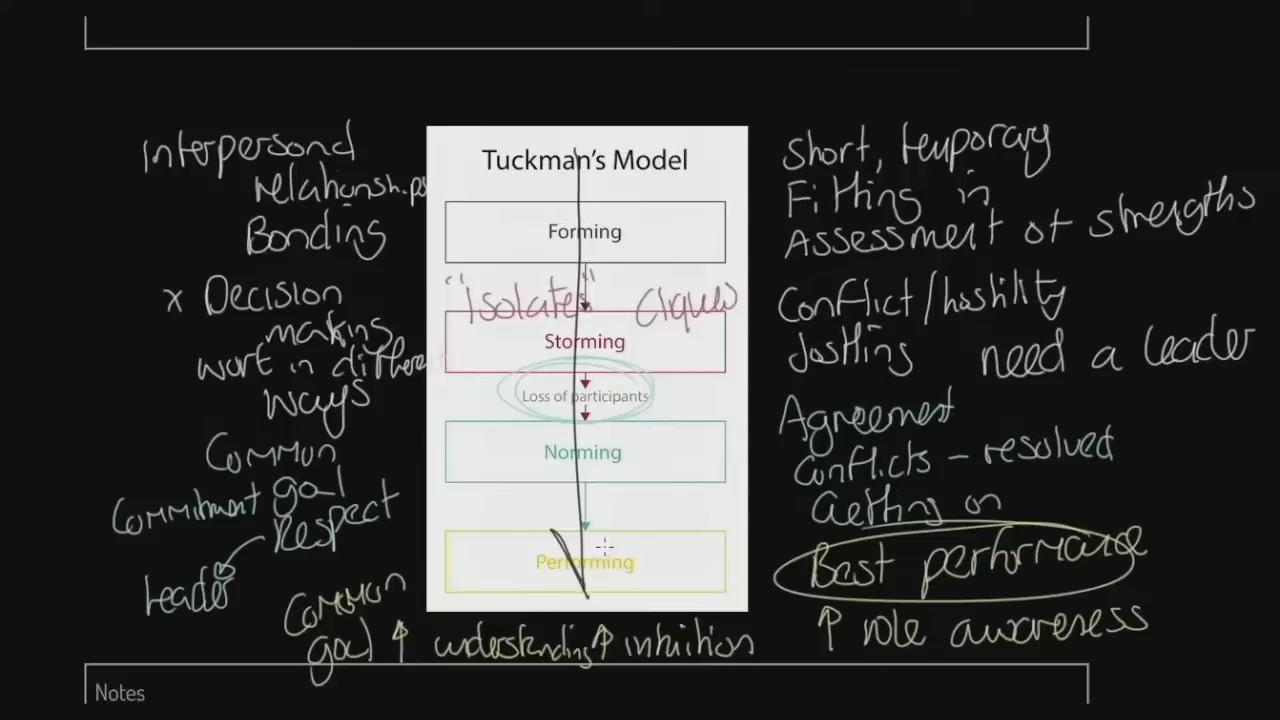 Interpersonal
relationships
Bonding
x Decision
making
work in different
ways
Common
goal
Commitment
Respect
leader
Common
goal ↑ understanding ↑ intuition
Tuckman's Model
Forming
"isolates" cliques
Storming
Loss of participants
Norming
Performing
Short, temporary
Fitting in
Assessment of strengths
Conflict/hostility
Jostling need a leader
Agreement
Conflicts – resolved
Getting on
Best performance
↑ role awareness
Notes